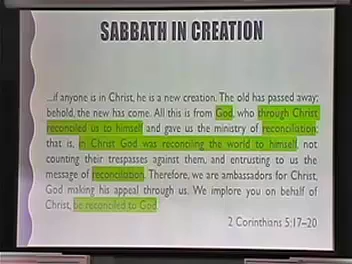 SABBATH IN CREATION
...if anyone is in Christ, he is a new creation. The old has passed away;
behold, the new has come. All this is from God, who through Christ
reconciled us to himself and gave us the ministry of reconciliation;
that is, in Christ God was reconciling the world to himself, not
counting their trespasses against them, and entrusting to us the
message of reconciliation. Therefore, we are ambassadors for Christ,
God making his appeal through us. We implore you on behalf of
Christ, be reconciled to God.
2 Corinthians 5:17–20